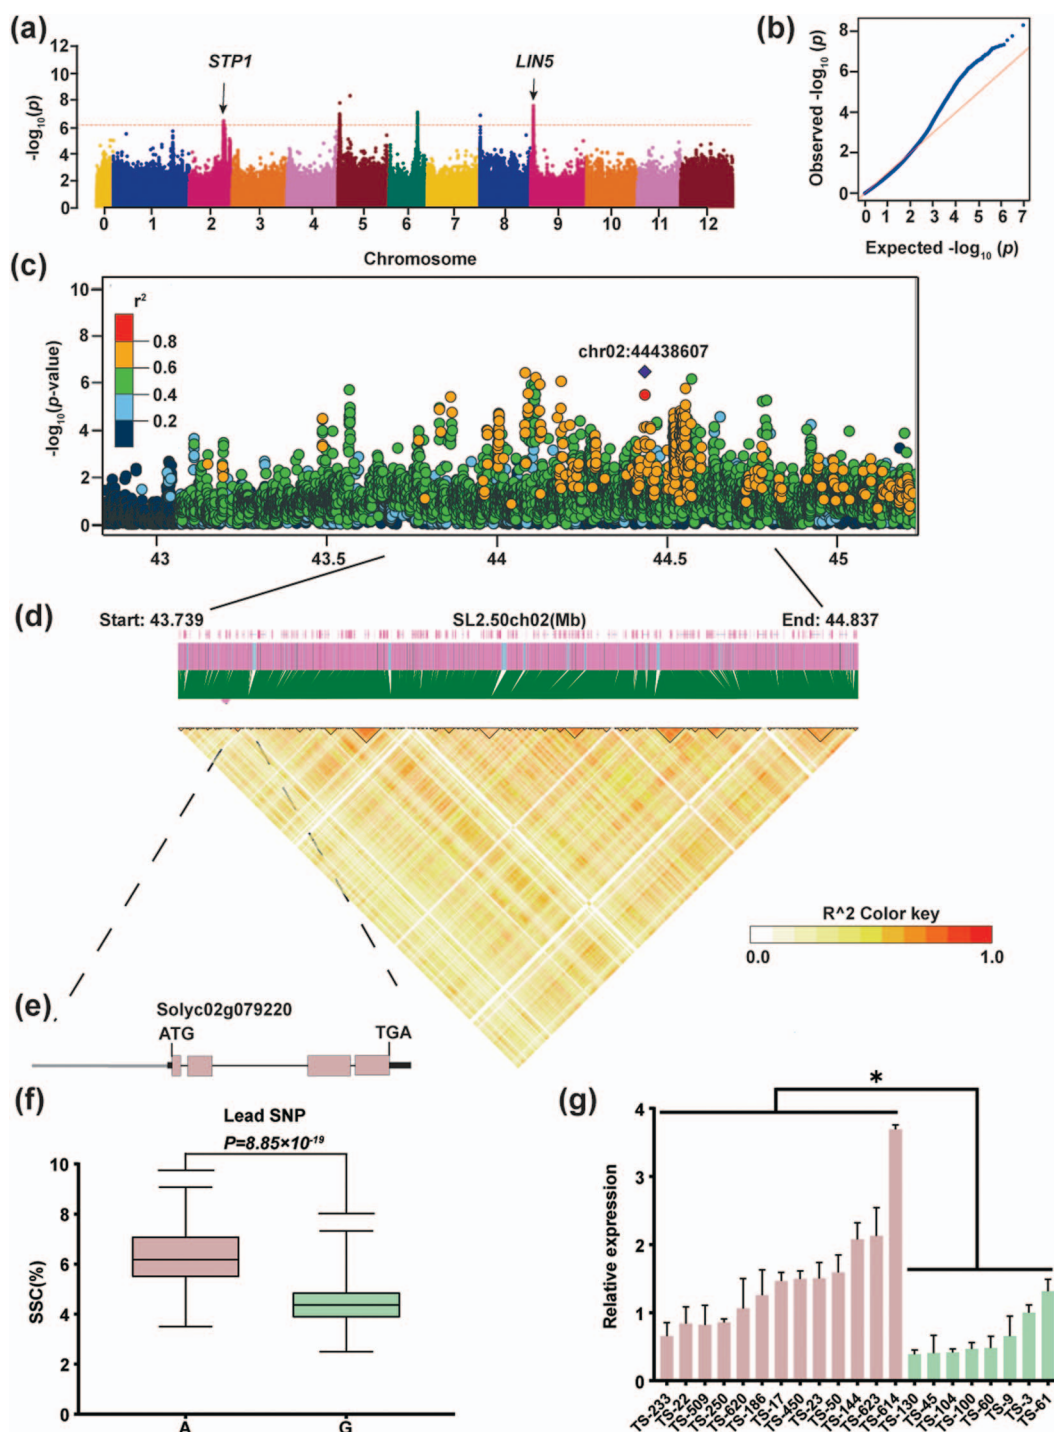 (a)
12
10
8
6
4
2
0
-log₁₀(p)
STP1
LIN5
0 1 2 3 4 5 6 7 8 9 10 11 12
Chromosome
(b)
8
6
4
2
0
Observed -log₁₀ (p)
0 1 2 3 4 5 6 7
Expected -log₁₀ (p)
(c)
10
8
6
4
2
0
-log₁₀(p-value)
r²
0.8
0.6
0.4
0.2
chr02:44438607
43 43.5 44 44.5 45
(d)
Start: 43.739 SL2.50ch02(Mb) End: 44.837
R^2 Color key
0.0 1.0
(e)
Solyc02g079220
ATG TGA
(f)
Lead SNP
P=8.85×10⁻¹⁹
10
8
6
4
2
0
SSC(%)
A G
(g)
*
4
3
2
1
0
Relative expression
TS-233
TS-22
TS-509
TS-250
TS-620
TS-186
TS-17
TS-450
TS-23
TS-50
TS-144
TS-623
TS-614
TS-130
TS-45
TS-104
TS-100
TS-60
TS-9
TS-3
TS-61